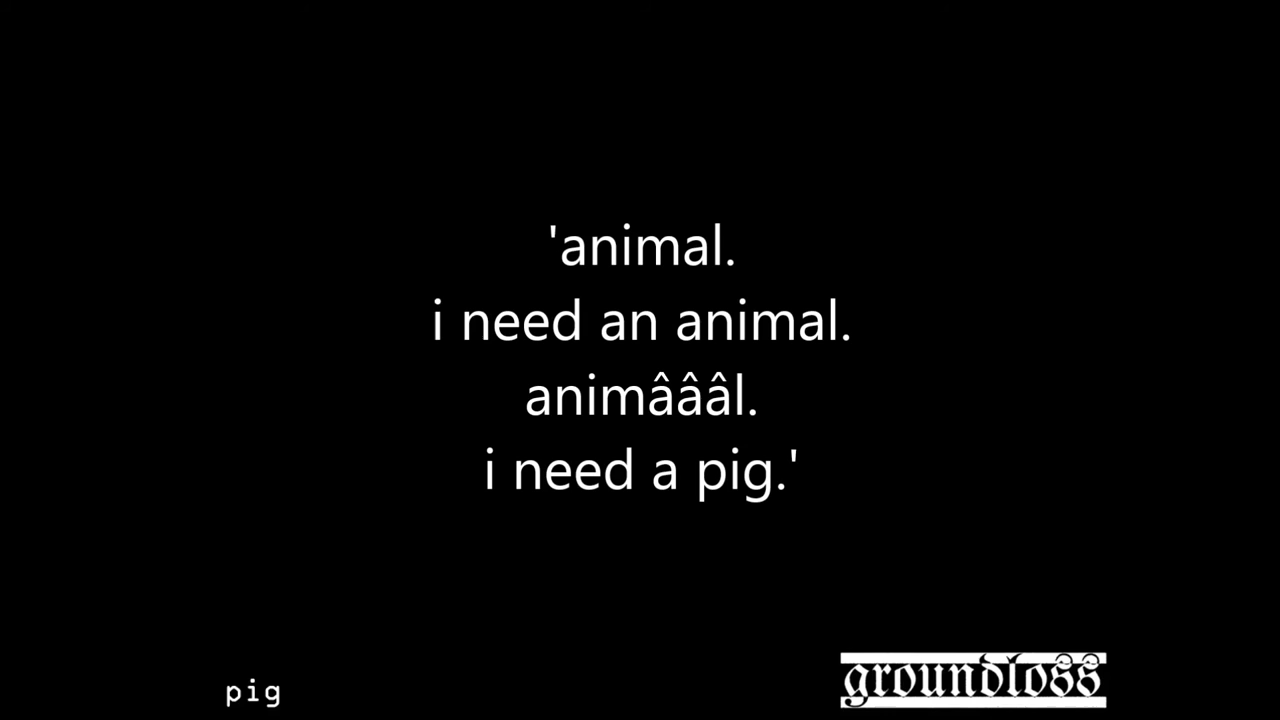 'animal.
i need an animal.
animâââl.
i need a pig.'
pig
groundloss